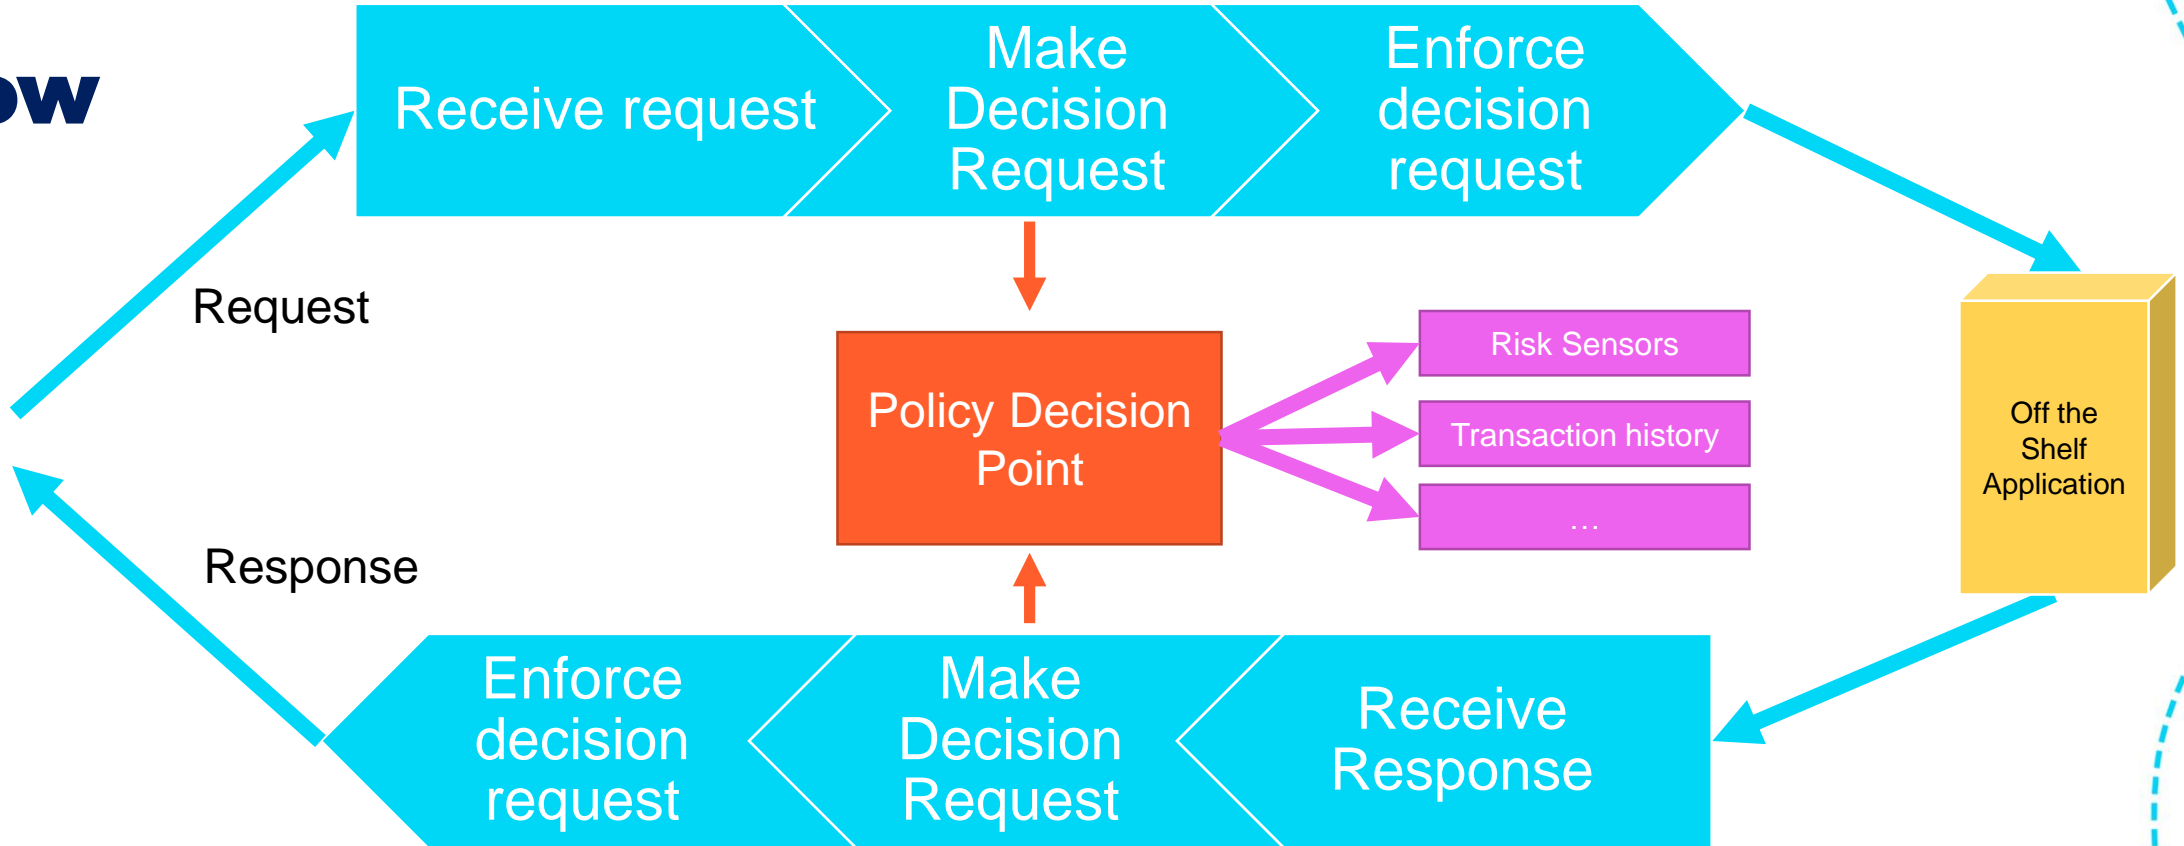 ow
Receive request
Make
Decision
Request
Enforce
decision
request
Request
Risk Sensors
Policy Decision
Point
Transaction history
...
Off the
Shelf
Application
Response
Enforce
decision
request
Make
Decision
Request
Receive
Response